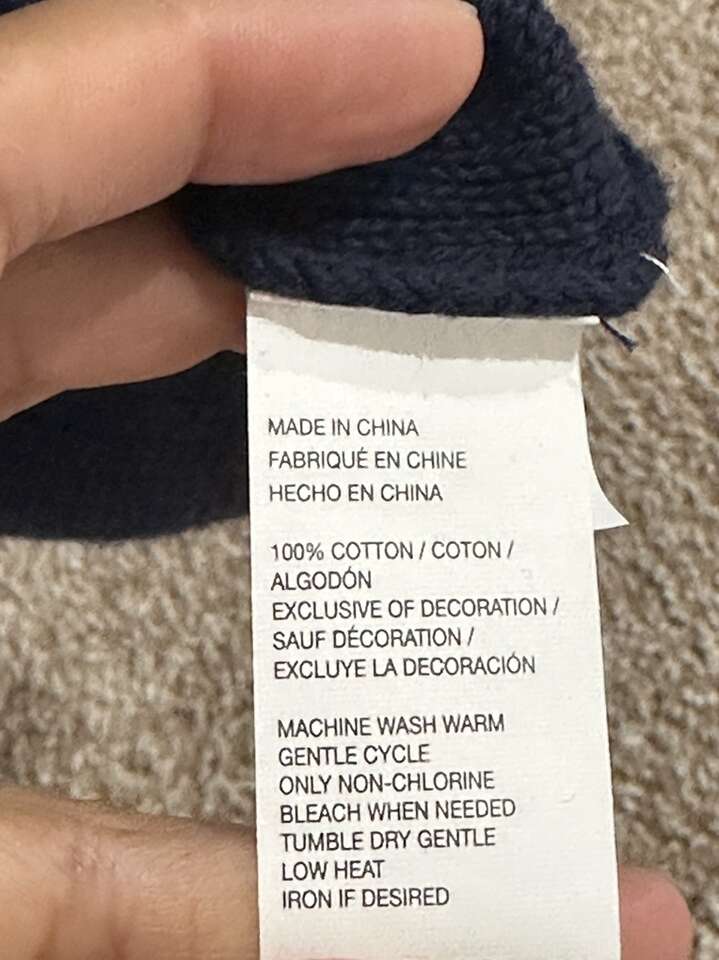 MADE IN CHINA
FABRIQUÉ EN CHINE
HECHO EN CHINA
100% COTTON / COTON /
ALGODÓN
EXCLUSIVE OF DECORATION /
SAUF DÉCORATION /
EXCLUYE LA DECORACIÓN
MACHINE WASH WARM
GENTLE CYCLE
ONLY NON-CHLORINE
BLEACH WHEN NEEDED
TUMBLE DRY GENTLE
LOW HEAT
IRON IF DESIRED